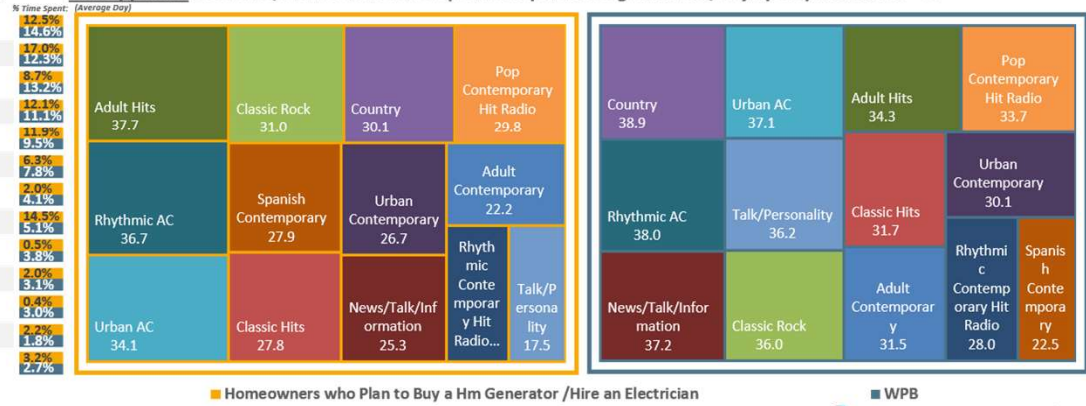 % Time Spent: (Average Day)
12.5%
14.6%
17.0%
12.3%
8.7%
13.2%
12.1%
11.1%
11.9%
9.5%
6.3%
7.8%
2.0%
4.1%
14.5%
5.1%
0.5%
3.8%
2.0%
3.1%
0.4%
3.0%
2.2%
1.8%
3.2%
2.7%
Adult Hits
37.7
Classic Rock
31.0
Country
30.1
Pop
Contemporary
Hit Radio
29.8
Rhythmic AC
36.7
Spanish
Contemporary
27.9
Urban
Contemporary
26.7
Adult
Contemporary
22.2
Urban AC
34.1
Classic Hits
27.8
News/Talk/Inf
ormation
25.3
Rhyth
mic
Conte
mporar
y Hit
Radio...
Talk/P
ersona
lity
17.5
Country
38.9
Urban AC
37.1
Adult Hits
34.3
Pop
Contemporary
Hit Radio
33.7
Rhythmic AC
38.0
Talk/Personality
36.2
Classic Hits
31.7
Urban
Contemporary
30.1
News/Talk/Infor
mation
37.2
Classic Rock
36.0
Adult
Contemporar
y
31.5
Rhythmi
c
Contemp
orary Hit
Radio
28.0
Spanis
h
Conte
mpora
ry
22.5
Homeowners who Plan to Buy a Hm Generator /Hire an Electrician
WPB